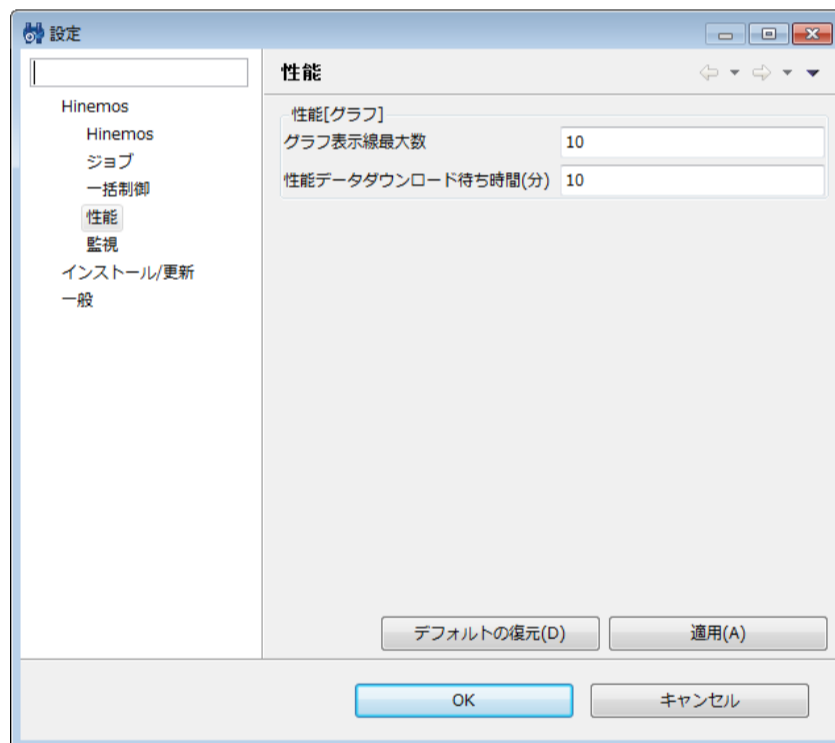 設定
性能
Hinemos
Hinemos
ジョブ
一括制御
性能
監視
インストール/更新
一般
性能[グラフ]
グラフ表示線最大数 10
性能データダウンロード待ち時間(分) 10
デフォルトの復元(D) 適用(A)
OK キャンセル